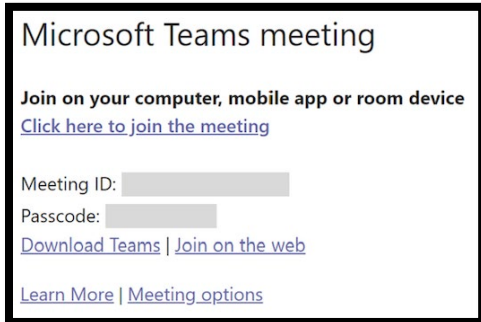 Microsoft Teams meeting
Join on your computer, mobile app or room device
Click here to join the meeting
Meeting ID:
Passcode:
Download Teams | Join on the web
Learn More | Meeting options